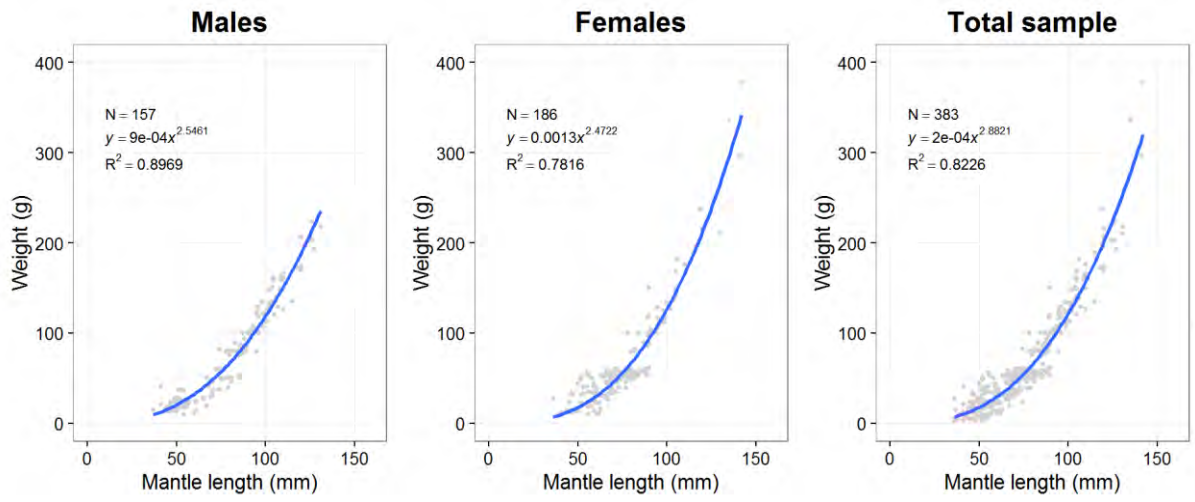 Males
Females
Total sample
400
300
200
100
0
N = 157
y = 9e-04x^2.5461
R² = 0.8969
0
50
100
150
Weight (g)
Mantle length (mm)
400
300
200
100
0
N = 186
y = 0.0013x^2.4722
R² = 0.7816
0
50
100
150
Weight (g)
Mantle length (mm)
400
300
200
100
0
N = 383
y = 2e-04x^2.8821
R² = 0.8226
0
50
100
150
Weight (g)
Mantle length (mm)